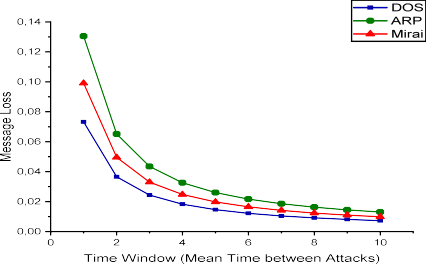 DOS
ARP
Mirai
0,14
0,12
0,10
0,08
0,06
0,04
0,02
0,00
Message Loss
0 2 4 6 8 10
Time Window (Mean Time between Attacks)